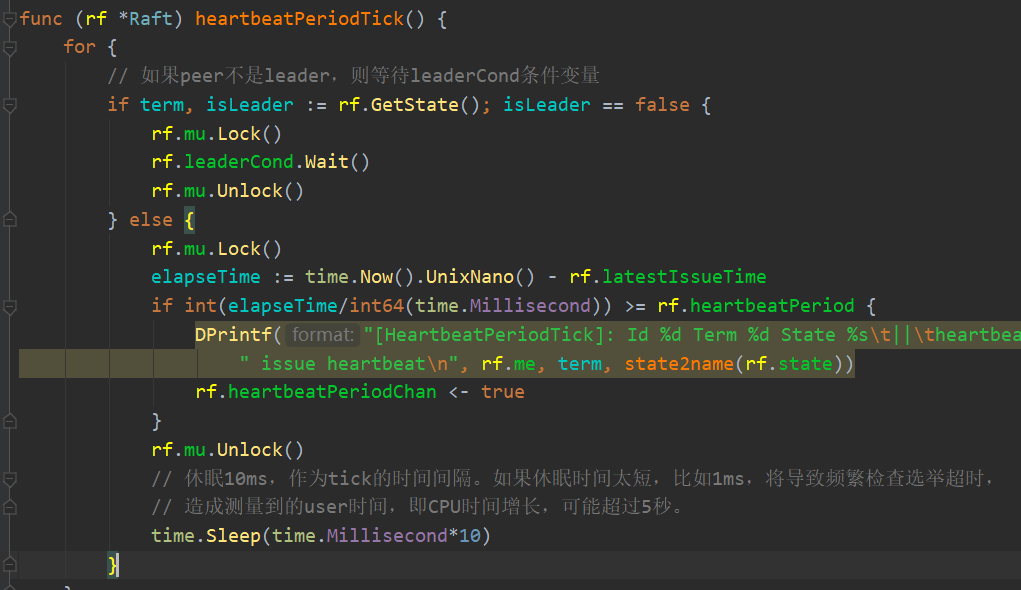 func (rf *Raft) heartbeatPeriodTick() {
for {
// 如果peer不是leader，则等待leaderCond条件变量
if term, isLeader := rf.GetState(); isLeader == false {
rf.mu.Lock()
rf.leaderCond.Wait()
rf.mu.Unlock()
} else {
rf.mu.Lock()
elapseTime := time.Now().UnixNano() - rf.latestIssueTime
if int(elapseTime/int64(time.Millisecond)) >= rf.heartbeatPeriod {
DPrintf( format: "[HeartbeatPeriodTick]: Id %d Term %d State %s\t||\theartbea
" issue heartbeat\n", rf.me, term, state2name(rf.state))
rf.heartbeatPeriodChan <- true
}
rf.mu.Unlock()
// 休眠10ms，作为tick的时间间隔。如果休眠时间太短，比如1ms，将导致频繁检查选举超时，
// 造成测量到的user时间，即CPU时间增长，可能超过5秒。
time.Sleep(time.Millisecond*10)
}